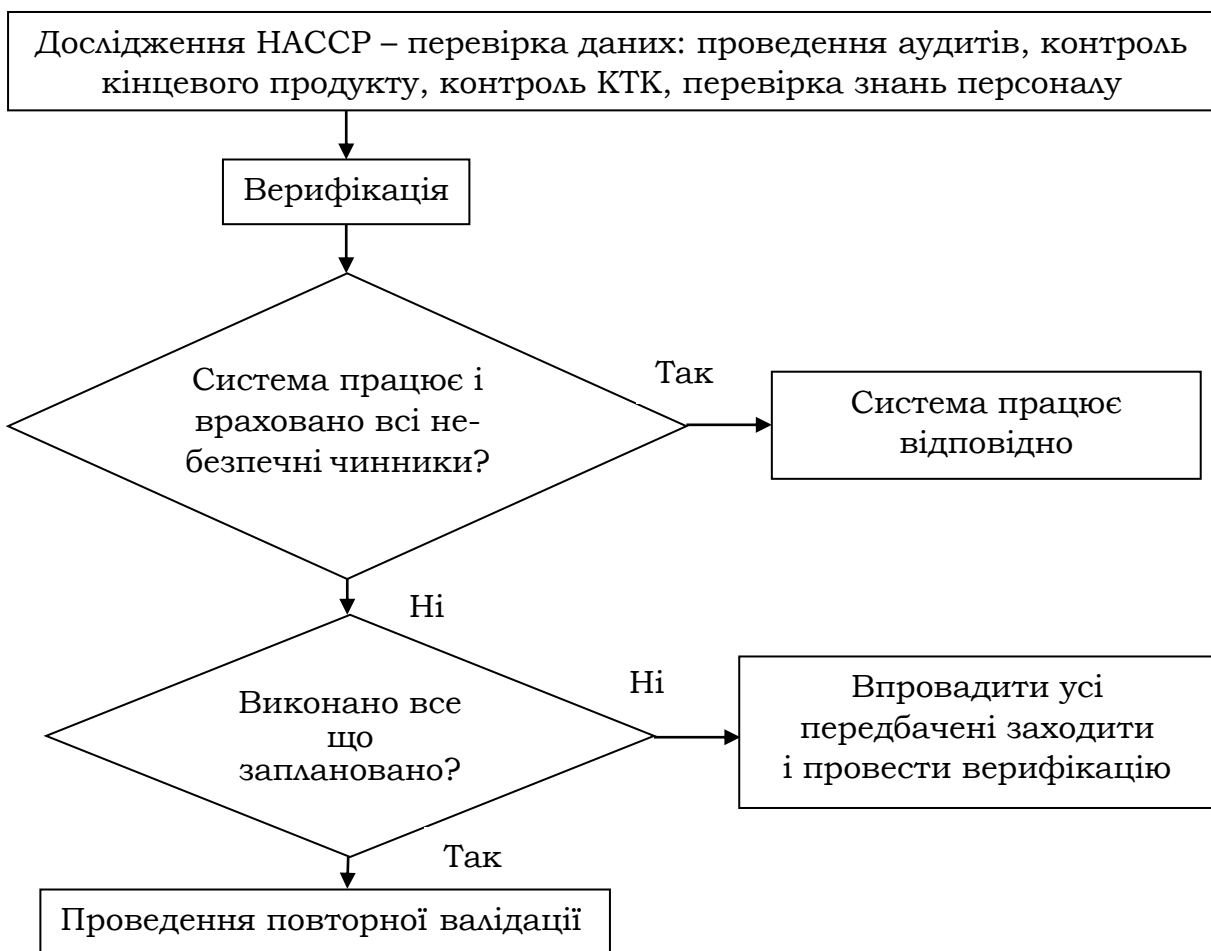 Дослідження НАССР – перевірка даних: проведення аудитів, контроль
кінцевого продукту, контроль КТК, перевірка знань персоналу
Верифікація
Система працює і
враховано всі не-
безпечні чинники?
Так
Система працює
відповідно
Ні
Виконано все
що
заплановано?
Ні
Впровадити усі
передбачені заходити
і провести верифікацію
Так
Проведення повторної валідації